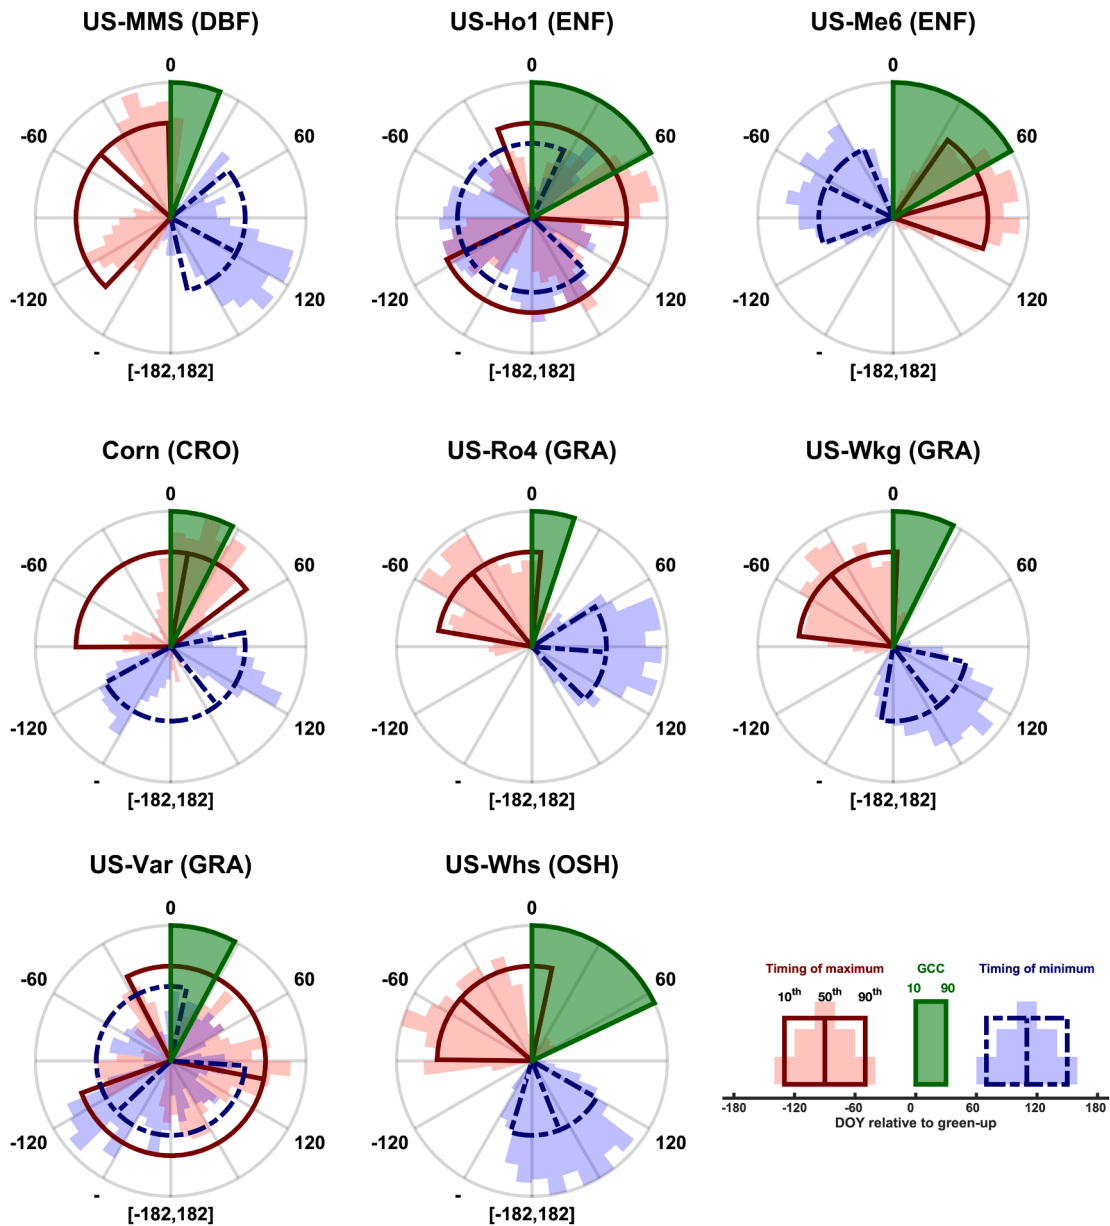 US-MMS (DBF) US-Ho1 (ENF) US-Me6 (ENF)
0 0 0
-60 60 -60 60 -60 60
-120 120 -120 120 -120 120
- - -
[-182,182] [-182,182] [-182,182]
Corn (CRO) US-Ro4 (GRA) US-Wkg (GRA)
0 0 0
-60 60 -60 60 -60 60
-120 120 -120 120 -120 120
- - -
[-182,182] [-182,182] [-182,182]
US-Var (GRA) US-Whs (OSH)
0 0
-60 60 -60 60
Timing of maximum GCC Timing of minimum
10th 50th 90th 10 90
-180 -120 -60 0 60 120 180
DOY relative to green-up
-120 120 -120 120
- -
[-182,182] [-182,182]